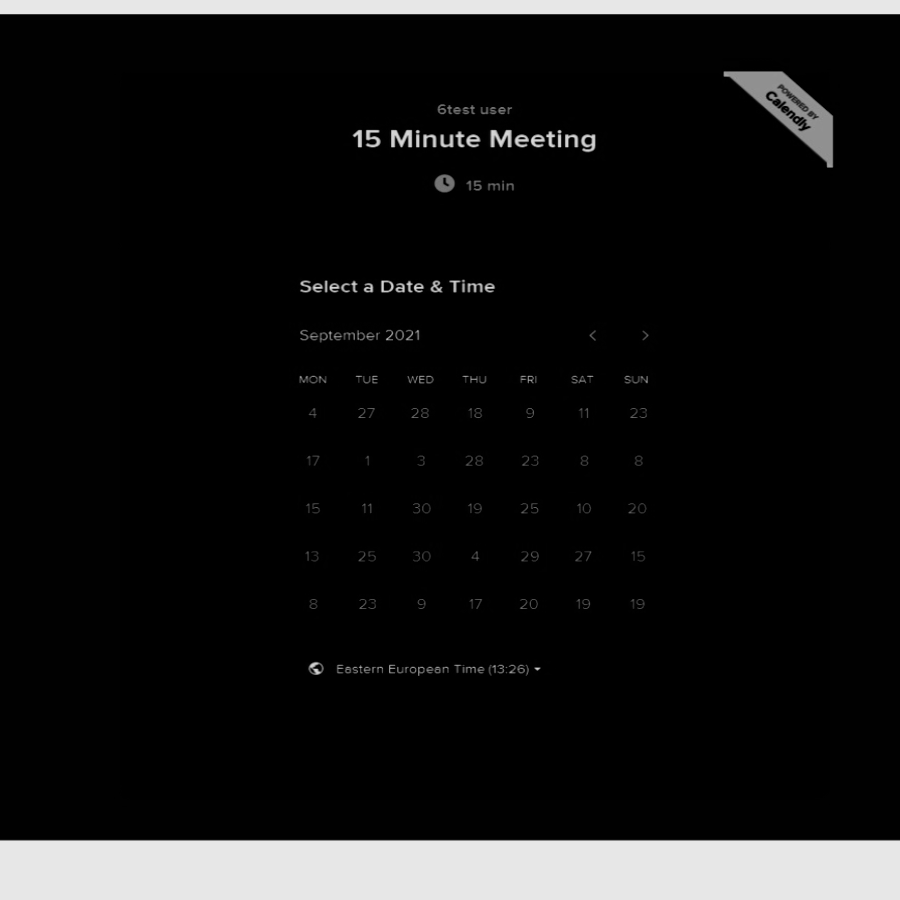 POWERED BY
Calendly
6test user
15 Minute Meeting
15 min
Select a Date & Time
September 2021
MON TUE WED THU FRI SAT SUN
4 27 28 18 9 11 23
17 1 3 28 23 8 8
15 11 30 19 25 10 20
13 25 30 4 29 27 15
8 23 9 17 20 19 19
Eastern European Time (13:26)